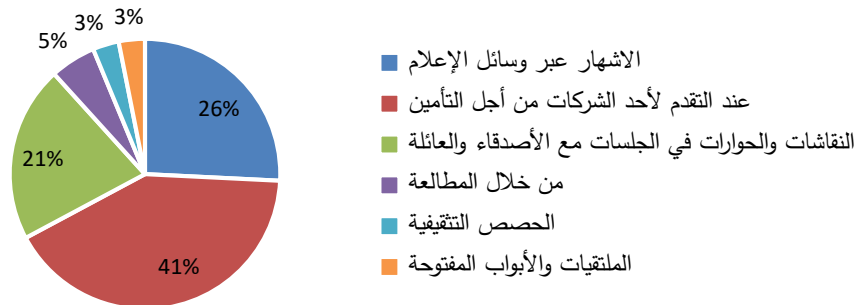 3%
3%
5%
26%
21%
41%
الاشهار عبر وسائل الإعلام
عند التقدم لأحد الشركات من أجل التأمين
النقاشات والحوارات في الجلسات مع الأصدقاء والعائلة
من خلال المطالعة
الحصص التثقيفية
الملتقيات والأبواب المفتوحة